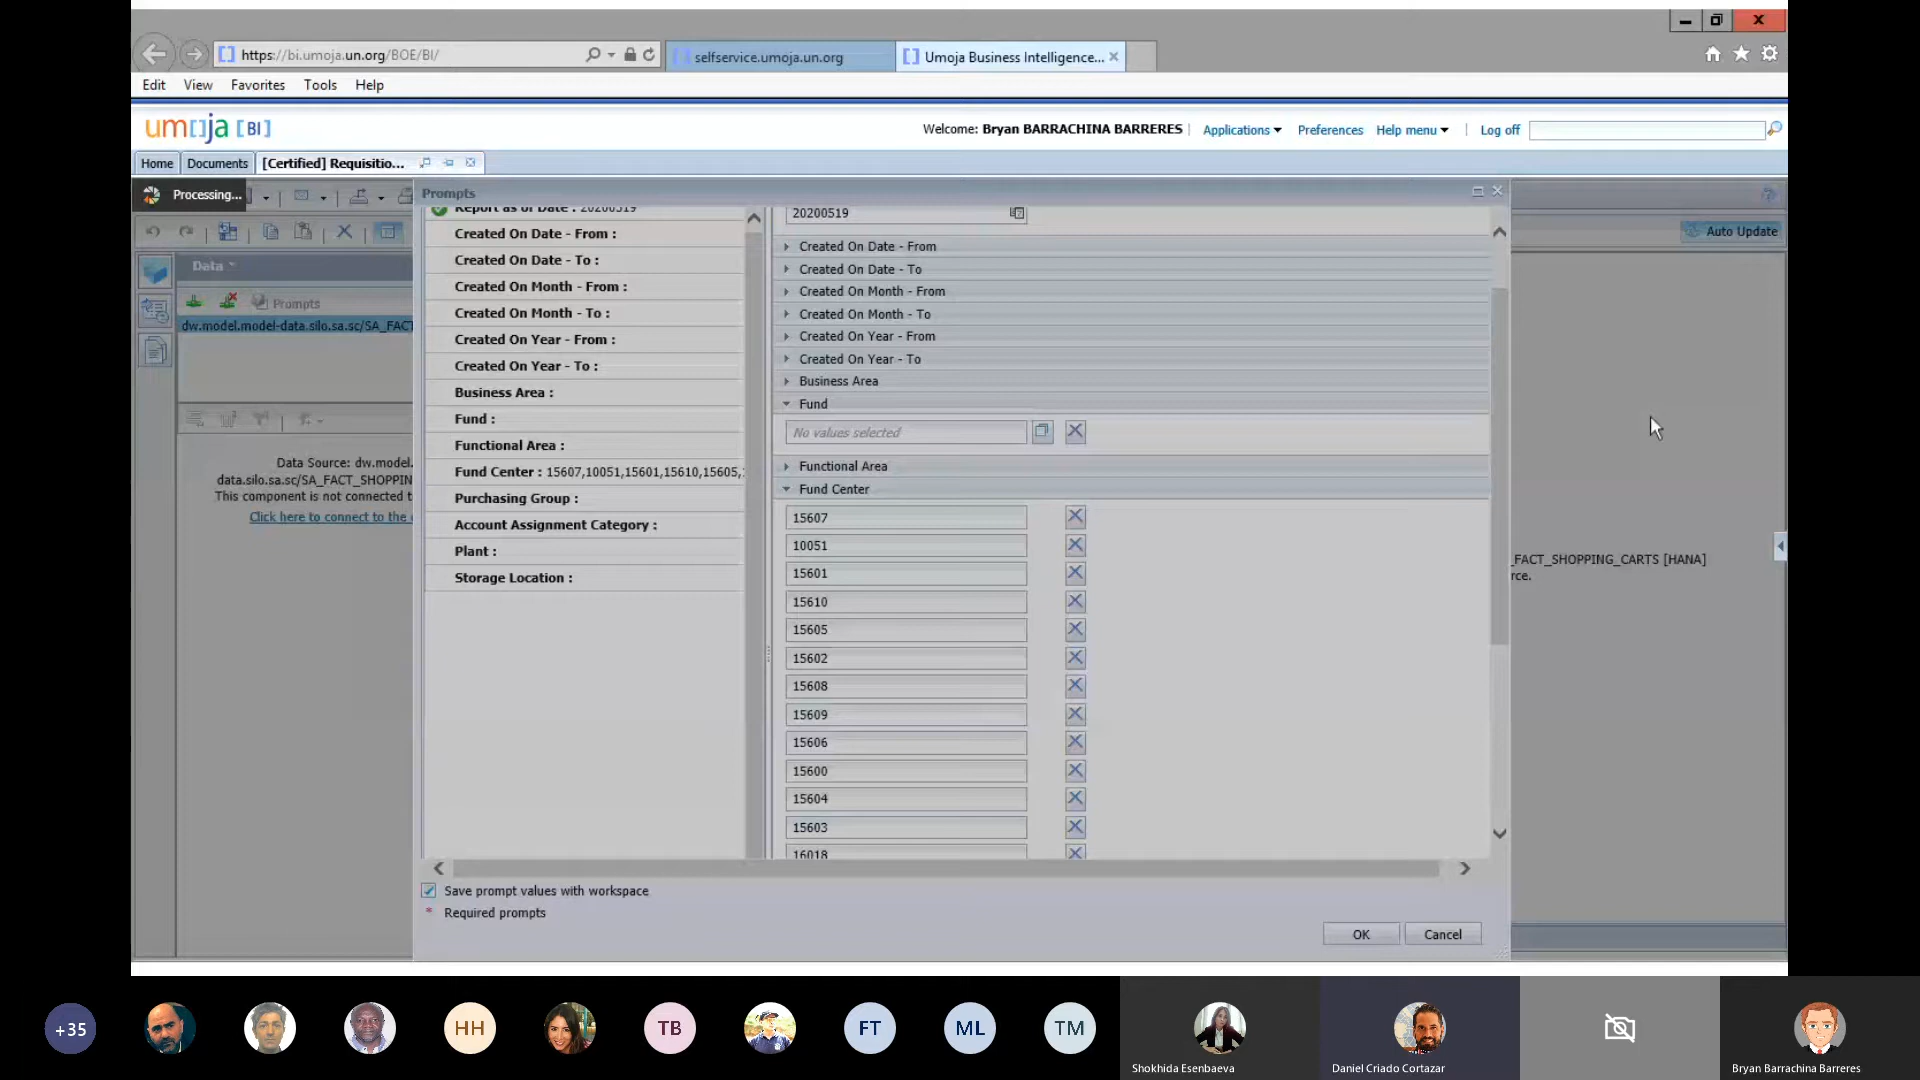 https://bi.umoja.un.org/BOE/BI/
selfservice.umoja.un.org
Umoja Business Intelligence...
Edit View Favorites Tools Help
um[]ja [BI]
Welcome: Bryan BARRACHINA BARRERES
Applications Preferences Help menu Log off
Home Documents [Certified] Requisitio...
Processing...
Prompts
Auto Update
Data
Prompts
dw.model.model-data.silo.sa.sc/SA_FACT
Data Source: dw.model.
data.silo.sa.sc/SA_FACT_SHOPPIN
This component is not connected t
Click here to connect to the
Report as of Date : 20200519
Created On Date - From :
Created On Date - To :
Created On Month - From :
Created On Month - To :
Created On Year - From :
Created On Year - To :
Business Area :
Fund :
Functional Area :
Fund Center : 15607,10051,15601,15610,15605,
Purchasing Group :
Account Assignment Category :
Plant :
Storage Location :
20200519
Created On Date - From
Created On Date - To
Created On Month - From
Created On Month - To
Created On Year - From
Created On Year - To
Business Area
Fund
No values selected
Functional Area
Fund Center
15607
10051
15601
15610
15605
15602
15608
15609
15606
15600
15604
15603
16018
_FACT_SHOPPING_CARTS [HANA]
rce.
Save prompt values with workspace
* Required prompts
OK Cancel
+35
HH
TB
FT
ML
TM
Shokhida Esenbaeva
Daniel Criado Cortazar
Bryan Barrachina Barreres